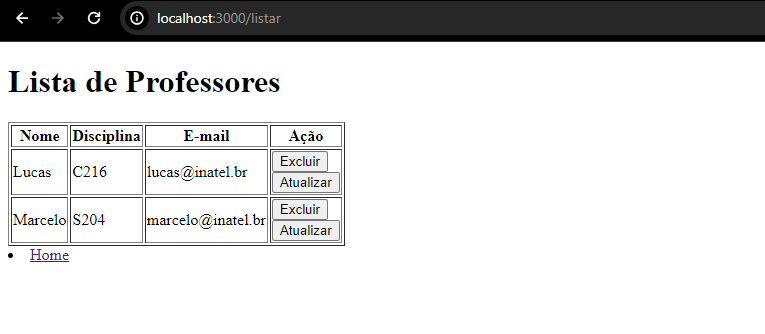 localhost:3000/listar
Lista de Professores
Nome Disciplina E-mail Ação
Lucas C216 lucas@inatel.br Excluir
Atualizar
Marcelo S204 marcelo@inatel.br Excluir
Atualizar
Home